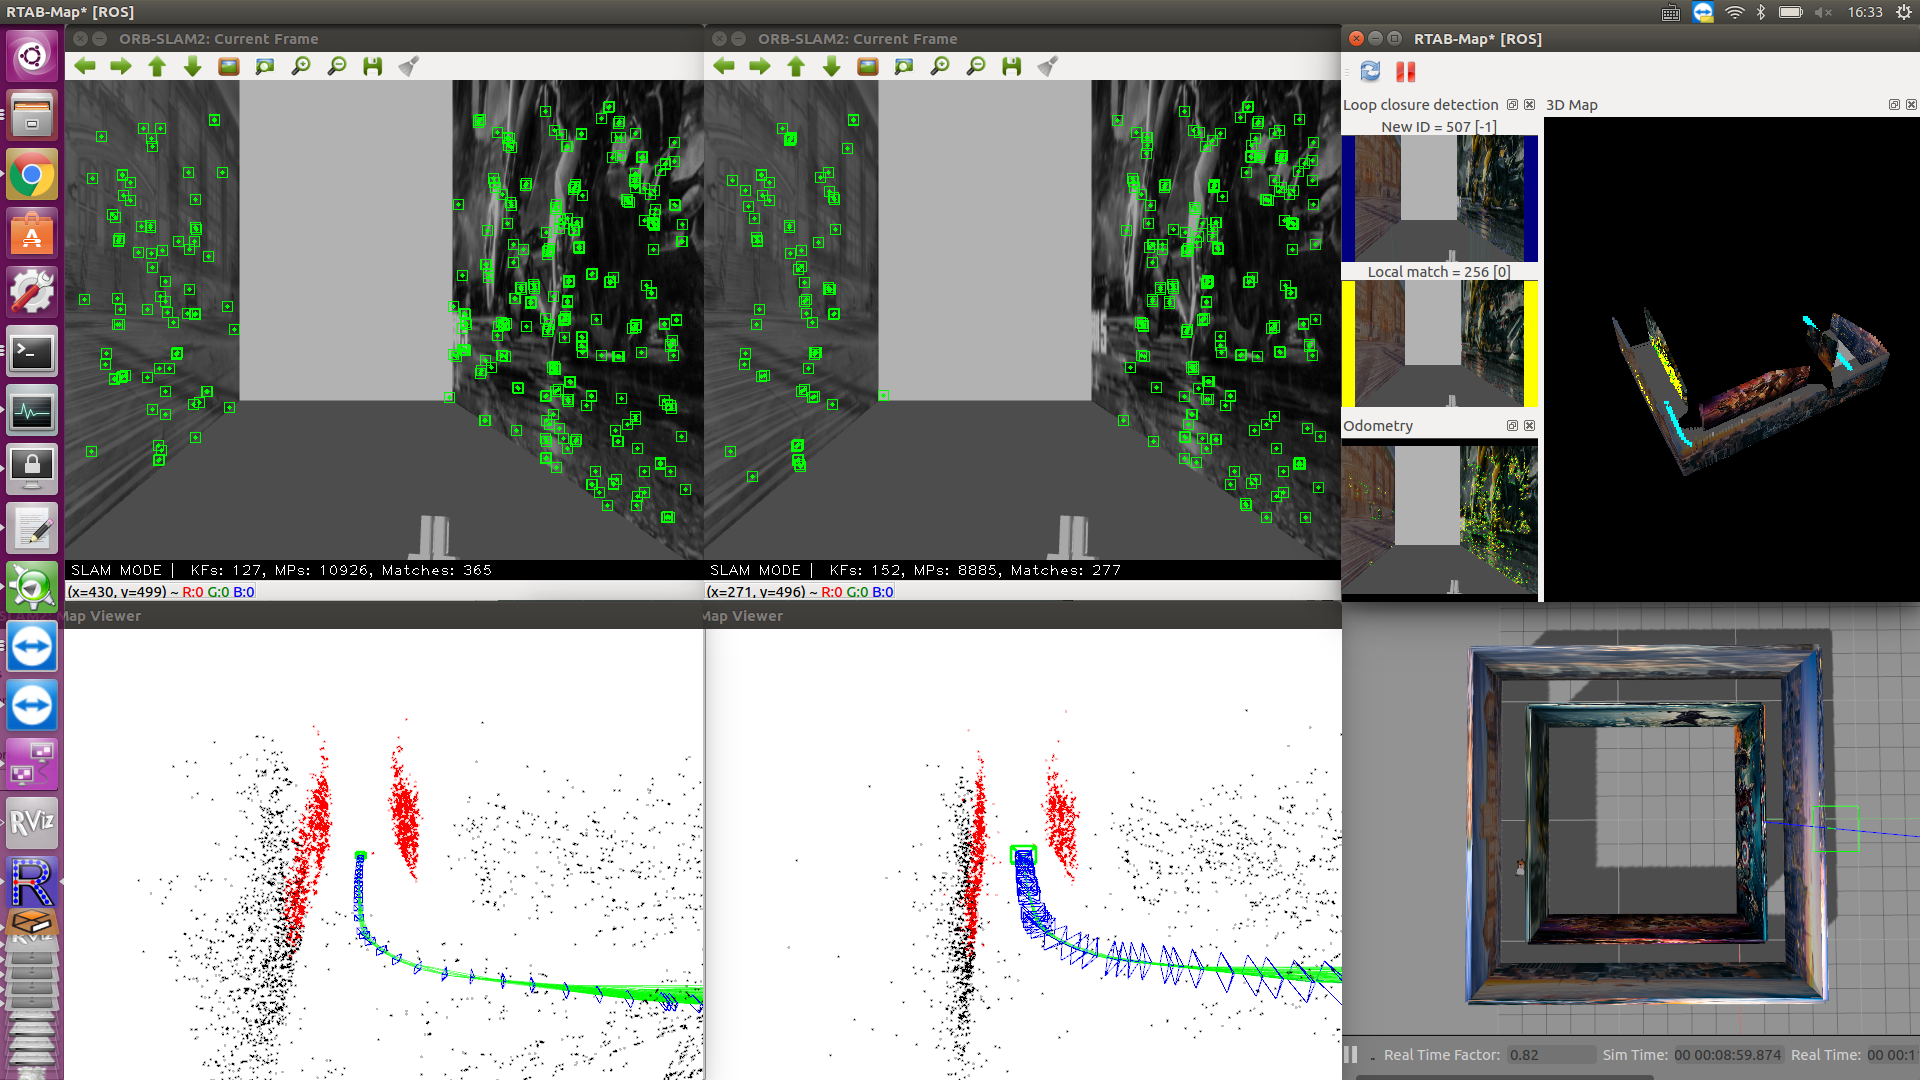 RTAB-Map* [ROS]
16:33
ORB-SLAM2: Current Frame
ORB-SLAM2: Current Frame
RTAB-Map* [ROS]
Loop closure detection
3D Map
New ID = 507 [-1]
Local match = 256 [0]
Odometry
SLAM MODE | KFs: 127, MPs: 10926, Matches: 365
SLAM MODE | KFs: 152, MPs: 8885, Matches: 277
(x=430, y=499) ~ R:0 G:0 B:0
(x=271, y=496) ~ R:0 G:0 B:0
Map Viewer
Map Viewer
RViz
R
Real Time Factor: 0.82 Sim Time: 00 00:08:59.874 Real Time: 00 00:1